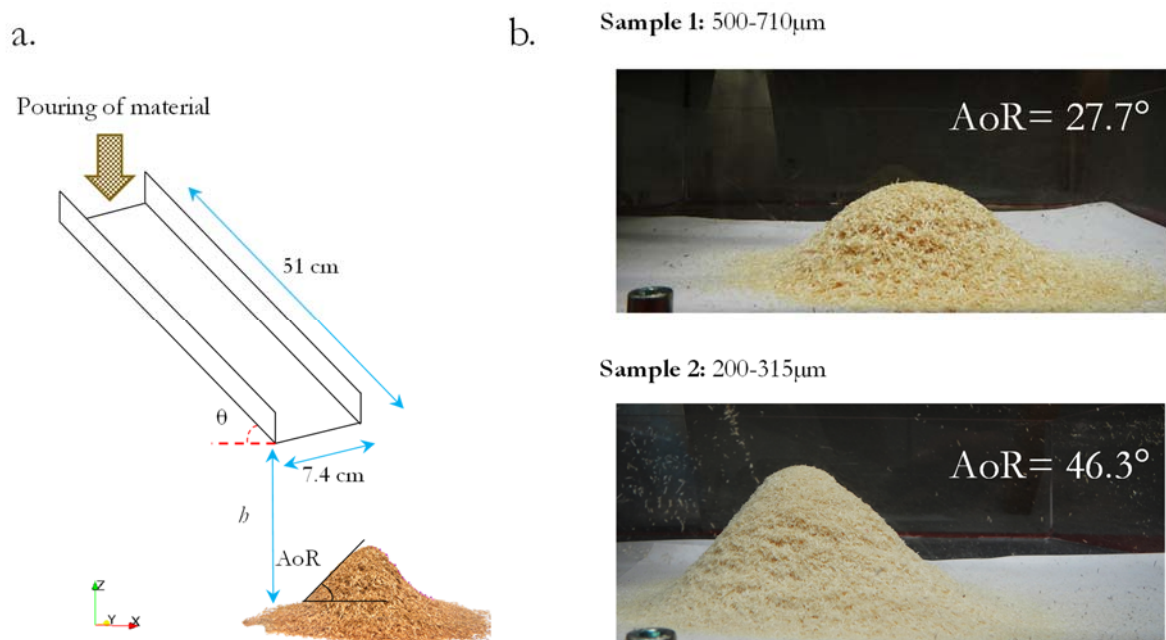 a.
Pouring of material
51 cm
θ
7.4 cm
h
AoR
Z
Y
X
b.
Sample 1: 500-710µm
AoR= 27.7°
Sample 2: 200-315µm
AoR= 46.3°